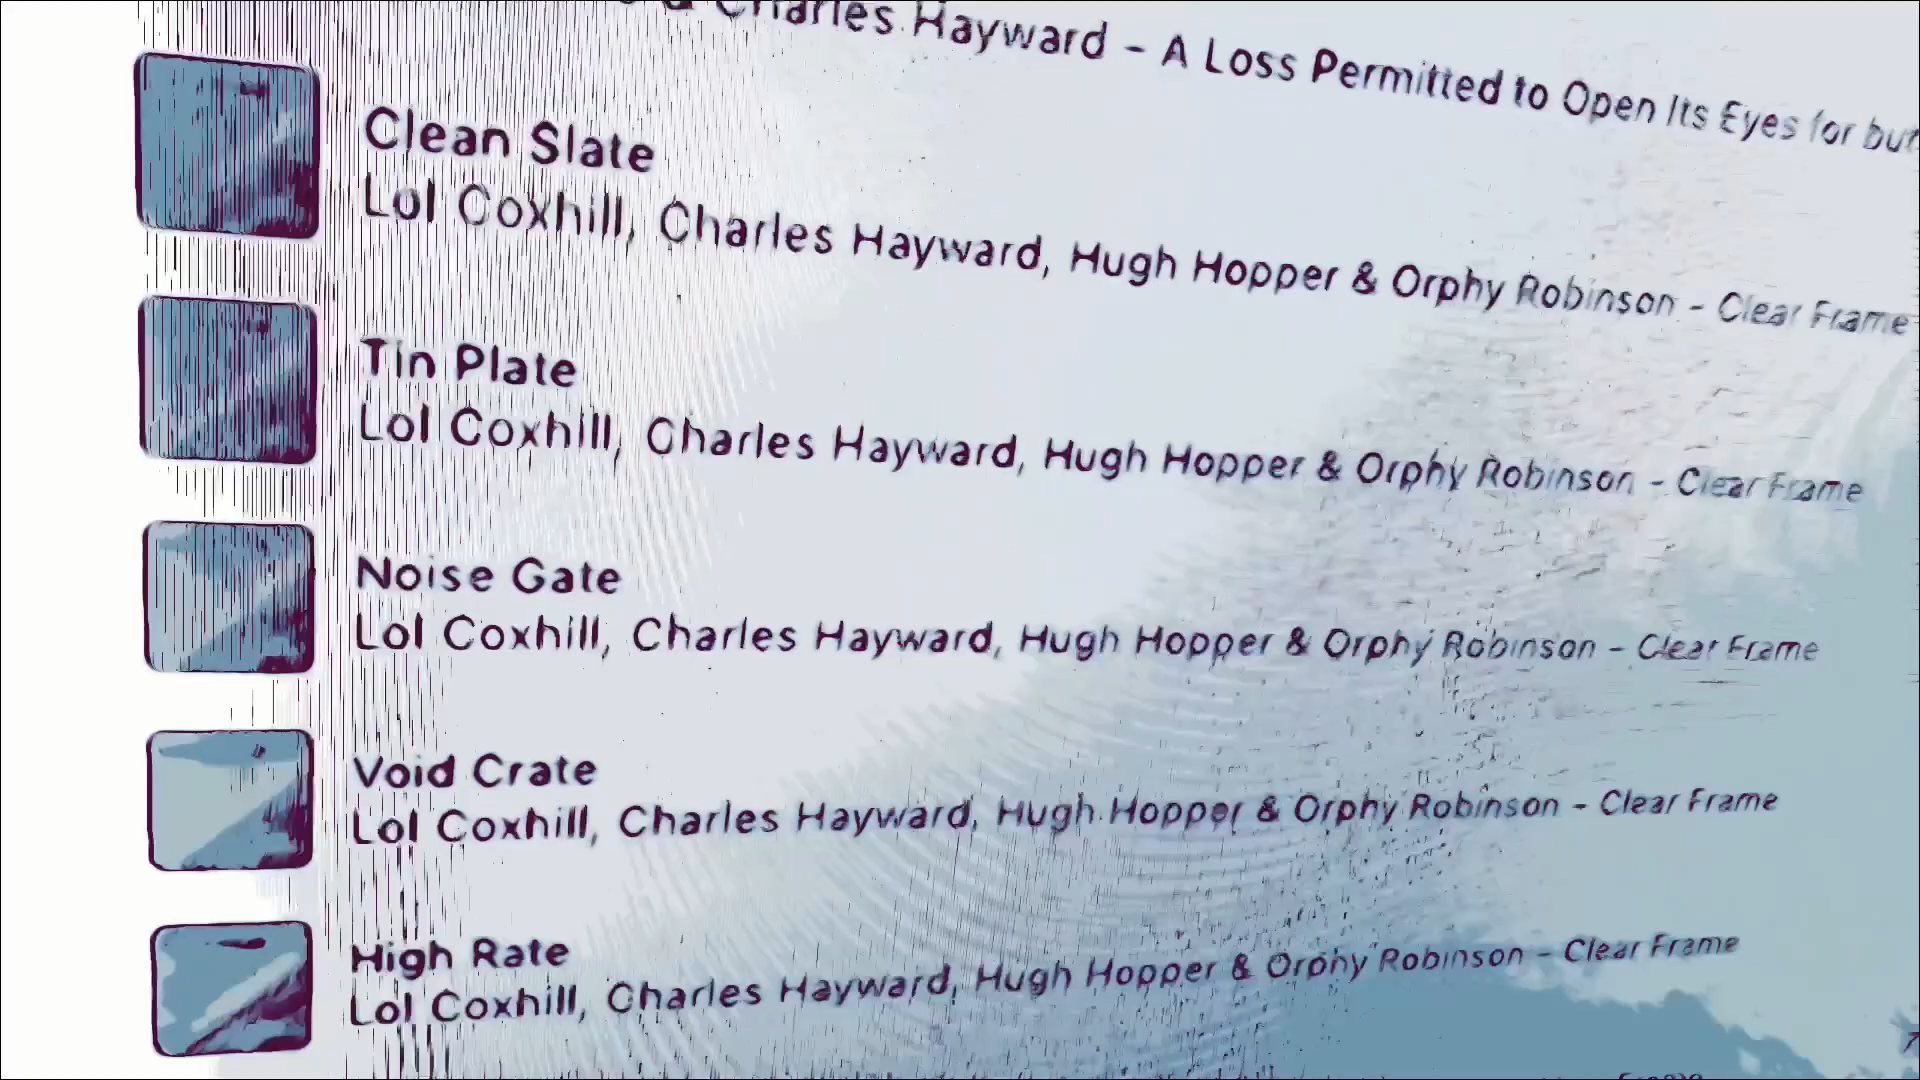 Charles Hayward – A Loss Permitted to Open Its Eyes for but
Clean Slate
Lol Coxhill, Charles Hayward, Hugh Hopper & Orphy Robinson – Clear Frame
Tin Plate
Lol Coxhill, Charles Hayward, Hugh Hopper & Orphy Robinson – Clear Frame
Noise Gate
Lol Coxhill, Charles Hayward, Hugh Hopper & Orphy Robinson – Clear Frame
Void Crate
Lol Coxhill, Charles Hayward, Hugh Hopper & Orphy Robinson – Clear Frame
High Rate
Lol Coxhill, Charles Hayward, Hugh Hopper & Orphy Robinson – Clear Frame